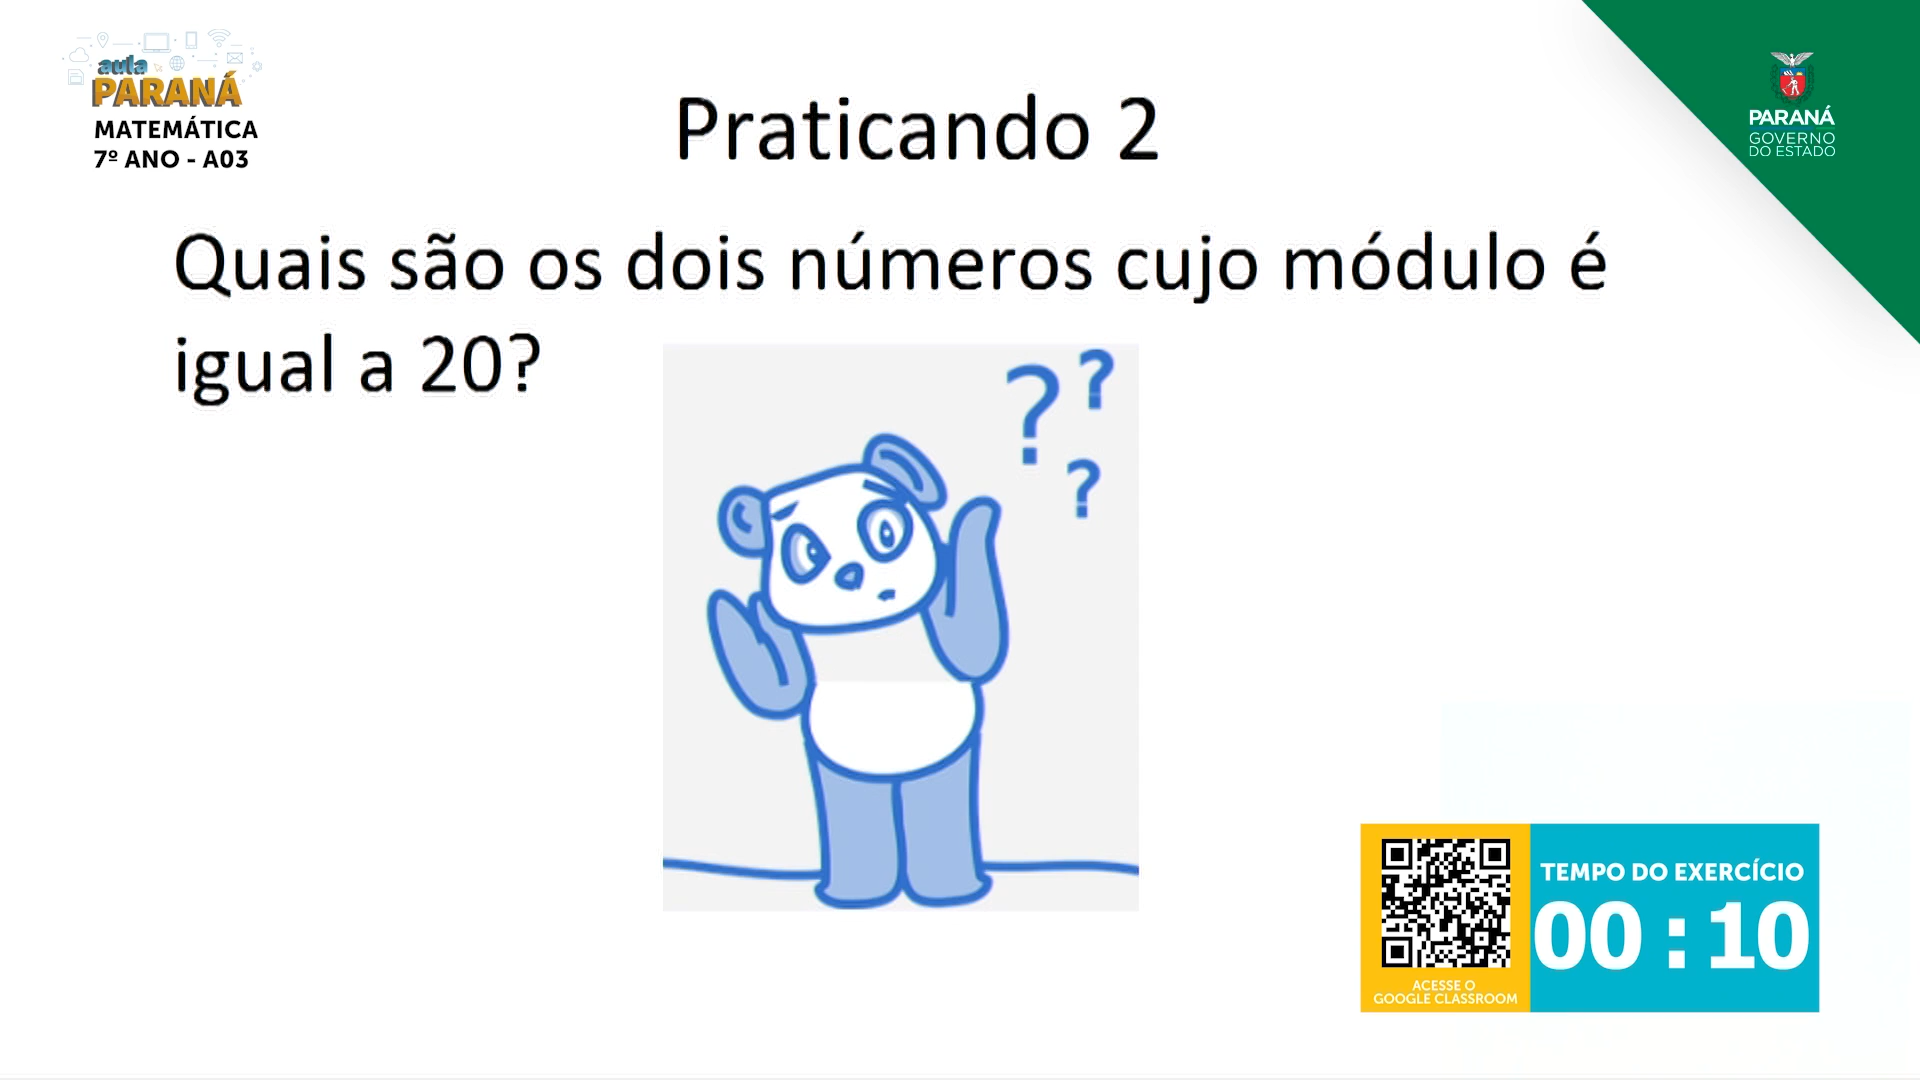 aula
PARANÁ
MATEMÁTICA
7º ANO - A03
Praticando 2
PARANÁ
GOVERNO
DO ESTADO
Quais são os dois números cujo módulo é
igual a 20?
? ?
?
TEMPO DO EXERCÍCIO
00 : 10
ACESSE O
GOOGLE CLASSROOM